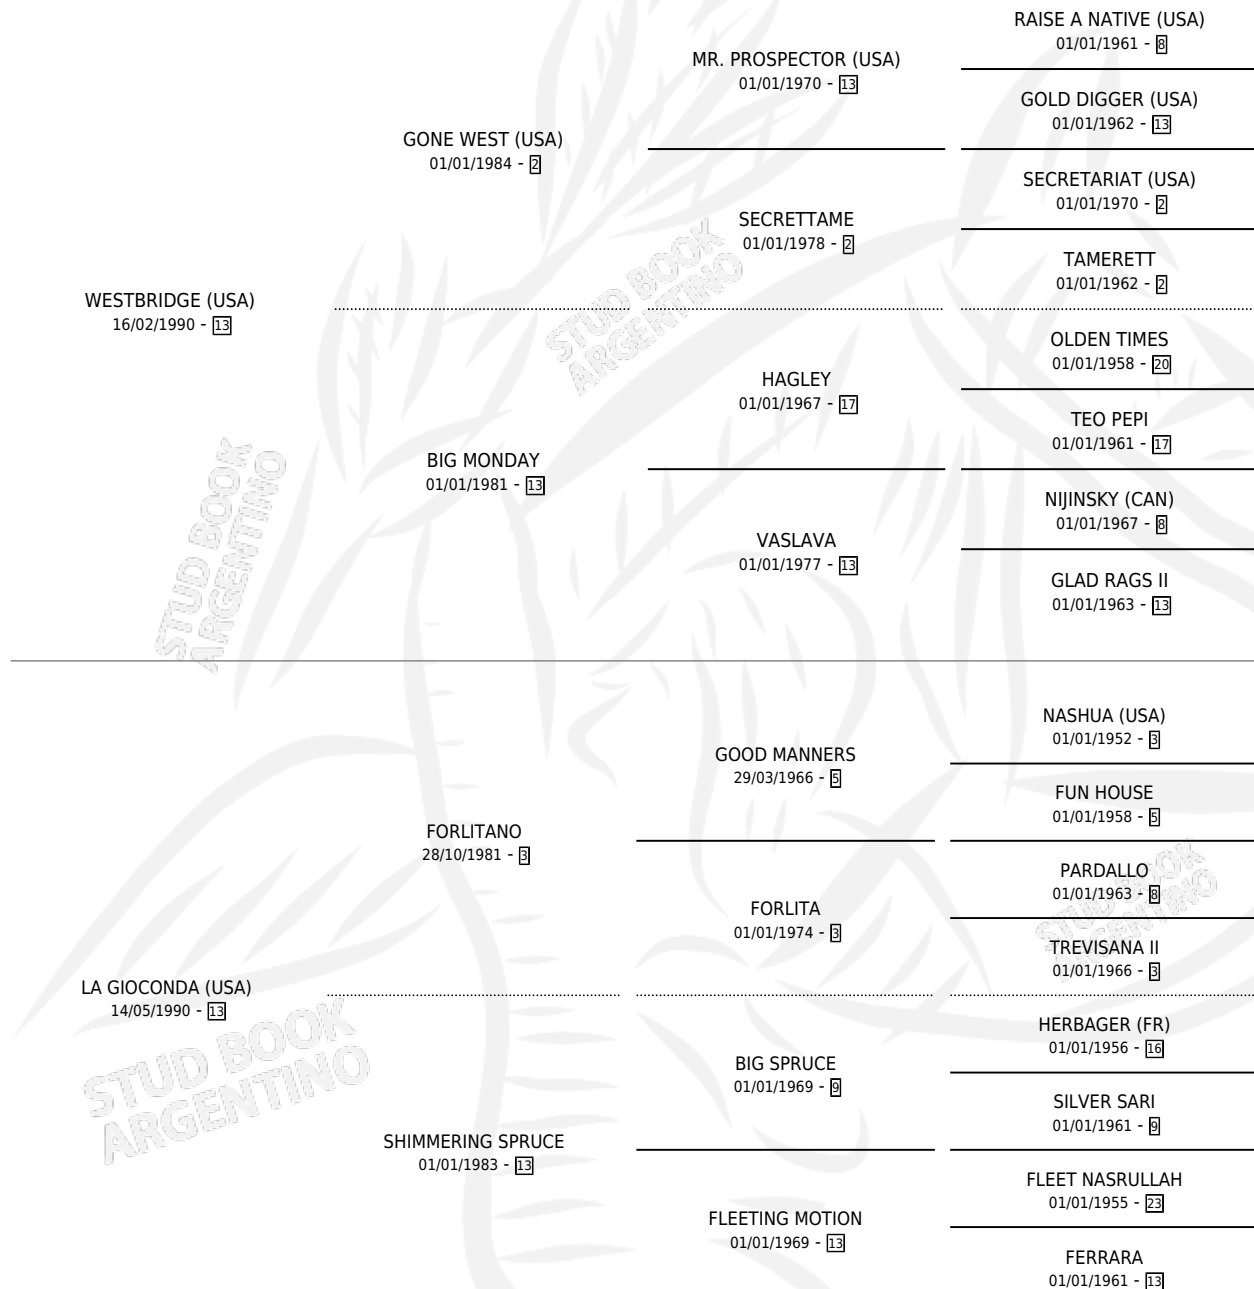 RAISE A NATIVE (USA)
01/01/1961 - 8
MR. PROSPECTOR (USA)
01/01/1970 - 13
GOLD DIGGER (USA)
01/01/1962 - 13
GONE WEST (USA)
01/01/1984 - 2
SECRETARIAT (USA)
01/01/1970 - 2
SECRETTAME
01/01/1978 - 2
TAMERETT
01/01/1962 - 2
WESTBRIDGE (USA)
16/02/1990 - 13
OLDEN TIMES
01/01/1958 - 20
HAGLEY
01/01/1967 - 17
TEO PEPI
01/01/1961 - 17
BIG MONDAY
01/01/1981 - 13
NIJINSKY (CAN)
01/01/1967 - 8
VASLAVA
01/01/1977 - 13
GLAD RAGS II
01/01/1963 - 13
NASHUA (USA)
01/01/1952 - 3
GOOD MANNERS
29/03/1966 - 5
FUN HOUSE
01/01/1958 - 5
FORLITANO
28/10/1981 - 3
PARDALLO
01/01/1963 - 8
FORLITA
01/01/1974 - 3
TREVISANA II
01/01/1966 - 3
LA GIOCONDA (USA)
14/05/1990 - 13
HERBAGER (FR)
01/01/1956 - 16
BIG SPRUCE
01/01/1969 - 9
SILVER SARI
01/01/1961 - 9
SHIMMERING SPRUCE
01/01/1983 - 13
FLEET NASRULLAH
01/01/1955 - 23
FLEETING MOTION
01/01/1969 - 13
FERRARA
01/01/1961 - 13
STUD BOOK
ARGENTINO
STUD BOOK
ARGENTINO
STUD BOOK
ARGENTINO
STUD BOOK
ARGENTINO